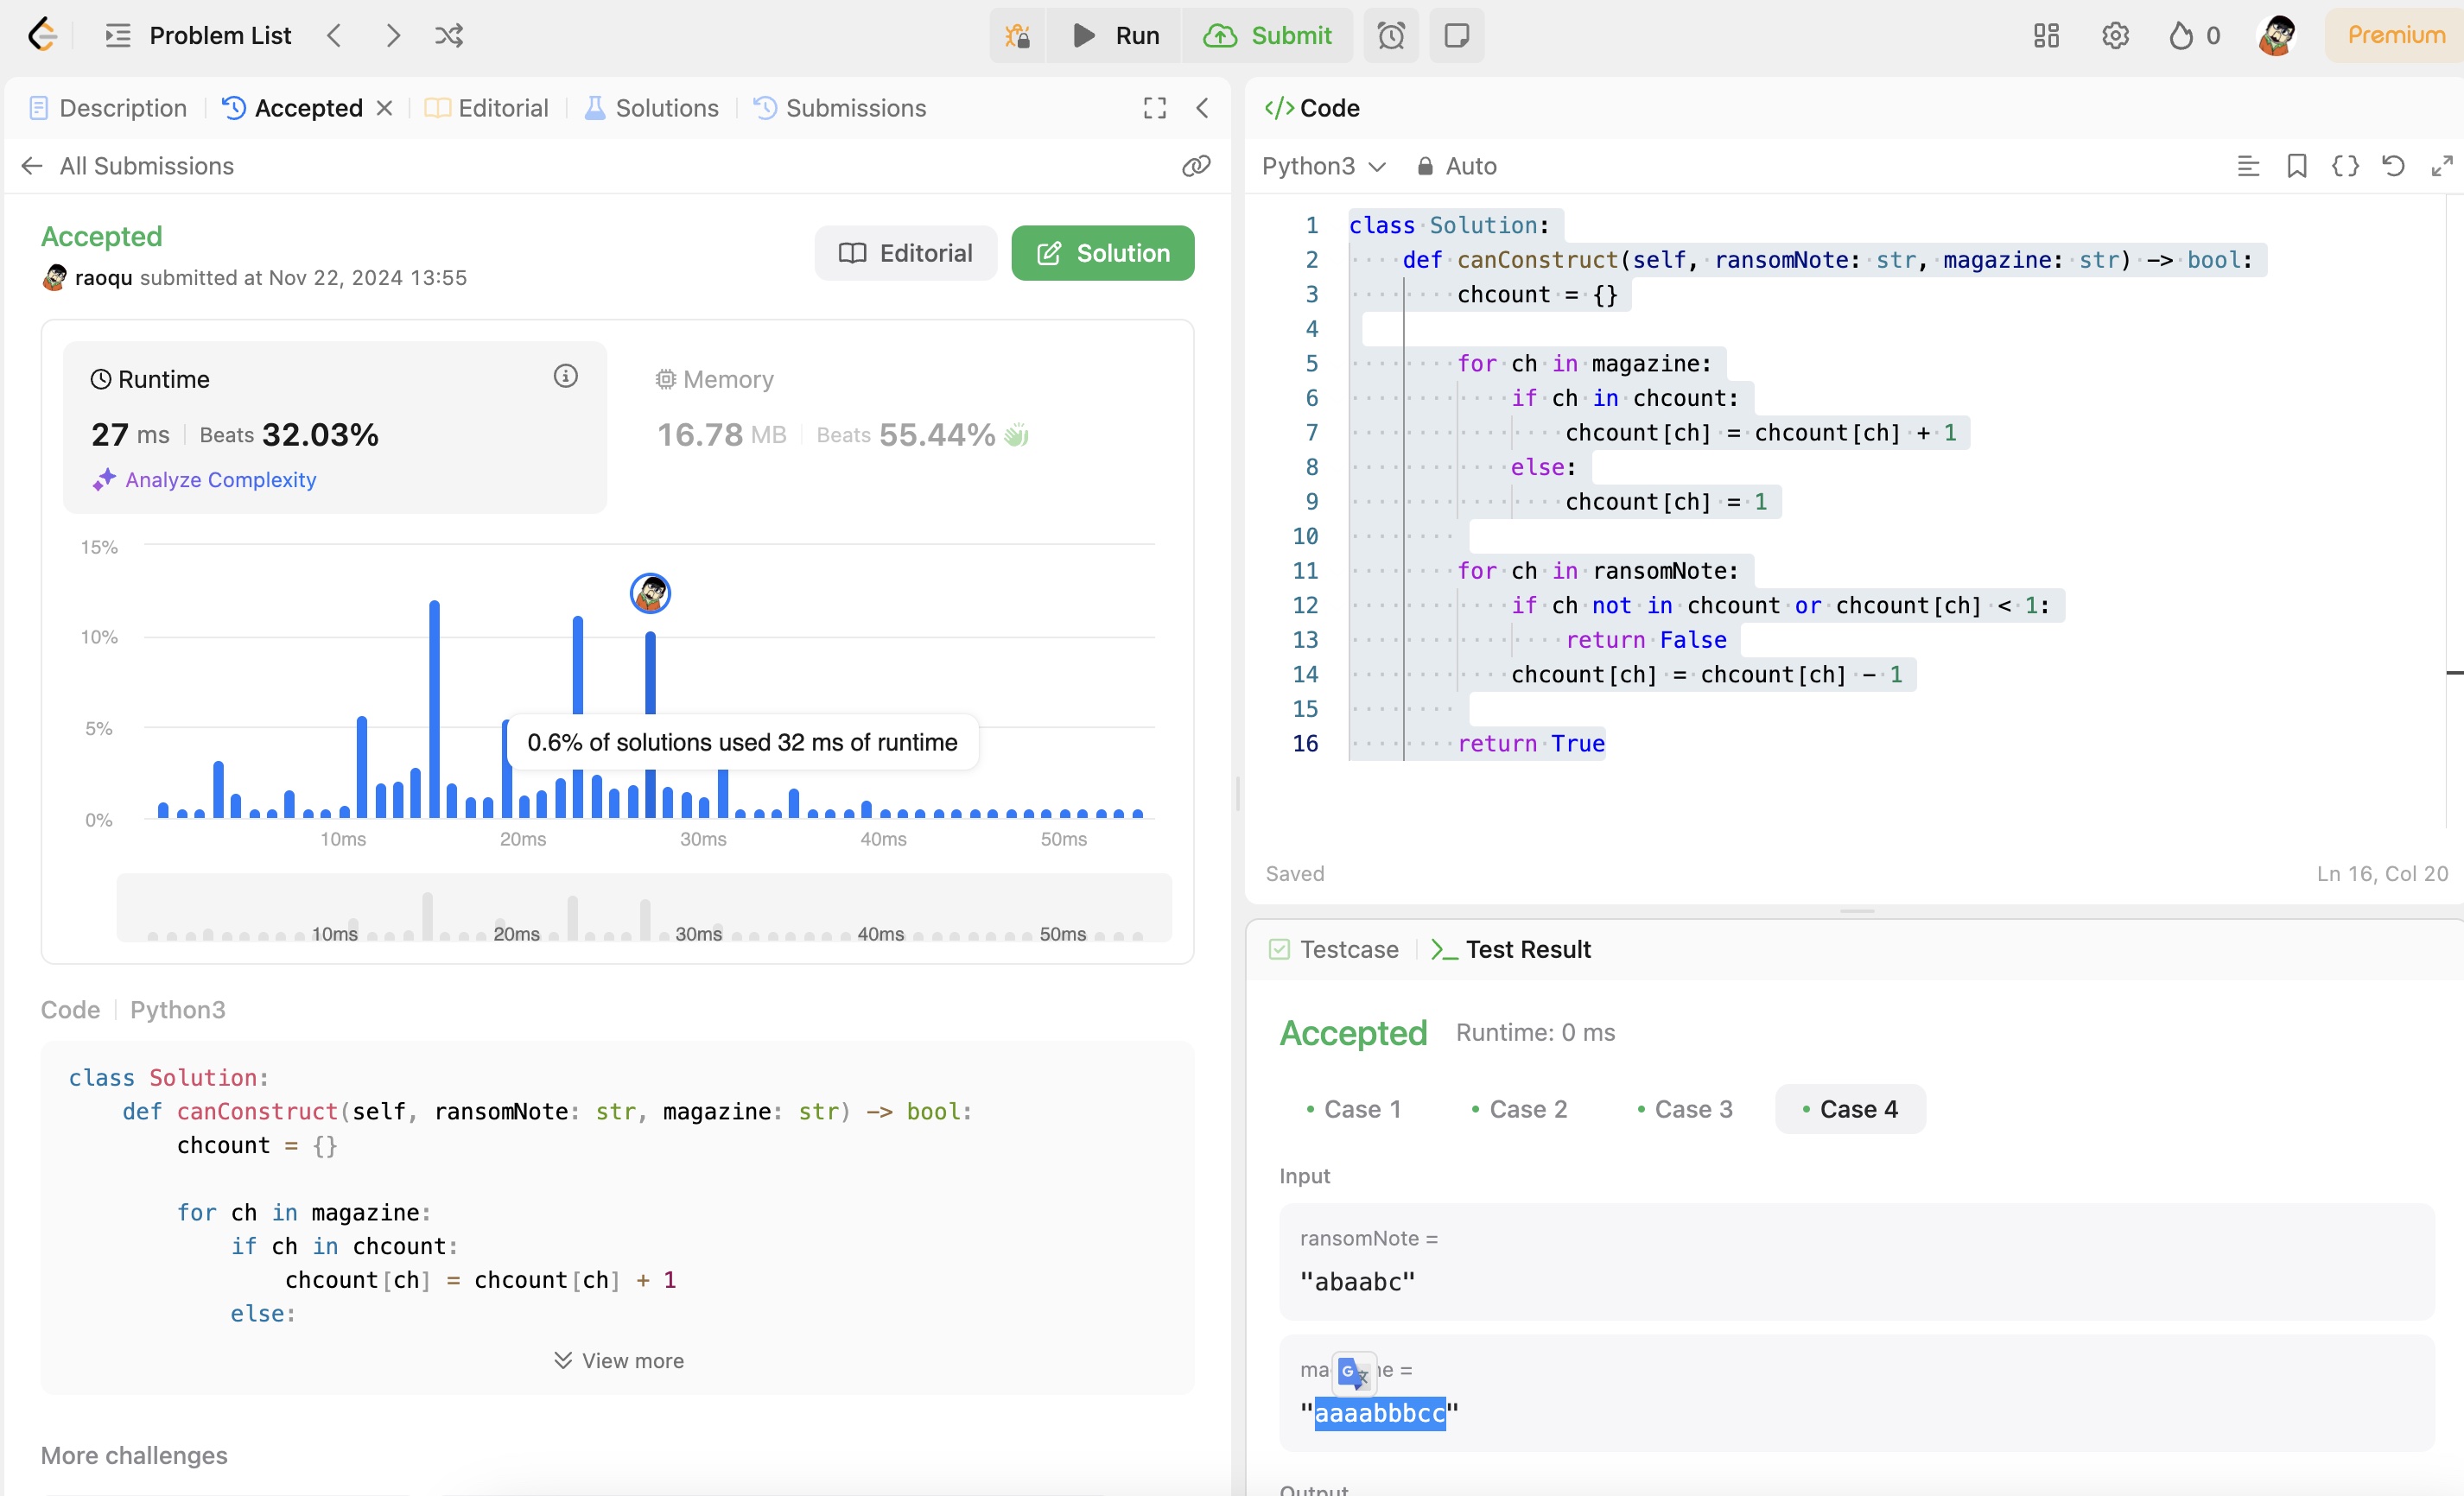 Problem List
Run
Submit
0
Premium
Description
Accepted
Editorial
Solutions
Submissions
All Submissions
Accepted
raoqu submitted at Nov 22, 2024 13:55
Editorial
Solution
Runtime
27 ms
Beats 32.03%
Analyze Complexity
Memory
16.78 MB
Beats 55.44%
15%
10%
5%
0%
0.6% of solutions used 32 ms of runtime
10ms
20ms
30ms
40ms
50ms
10ms
20ms
30ms
40ms
50ms
Code
Python3
class Solution:
    def canConstruct(self, ransomNote: str, magazine: str) -> bool:
        chcount = {}
        for ch in magazine:
            if ch in chcount:
                chcount[ch] = chcount[ch] + 1
            else:
View more
More challenges
</> Code
Python3
Auto
1 class Solution:
2     def canConstruct(self, ransomNote: str, magazine: str) -> bool:
3         chcount = {}
4
5         for ch in magazine:
6             if ch in chcount:
7                 chcount[ch] = chcount[ch] + 1
8             else:
9                 chcount[ch] = 1
10
11         for ch in ransomNote:
12             if ch not in chcount or chcount[ch] < 1:
13                 return False
14             chcount[ch] = chcount[ch] - 1
15
16         return True
Saved
Ln 16, Col 20
Testcase
Test Result
Accepted
Runtime: 0 ms
Case 1
Case 2
Case 3
Case 4
Input
ransomNote =
"abaabc"
ma ne =
"aaaabbbcc"
Output